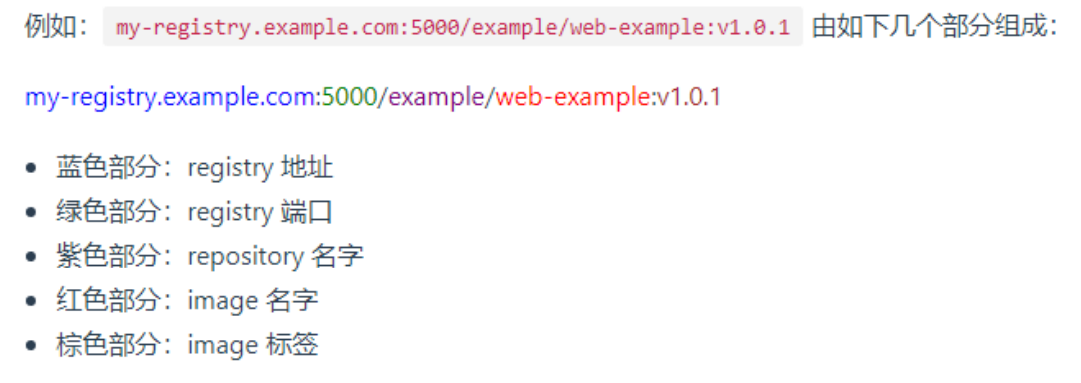 例如：my-registry.example.com:5000/example/web-example:v1.0.1 由如下几个部分组成：
my-registry.example.com:5000/example/web-example:v1.0.1
• 蓝色部分：registry 地址
• 绿色部分：registry 端口
• 紫色部分：repository 名字
• 红色部分：image 名字
• 棕色部分：image 标签